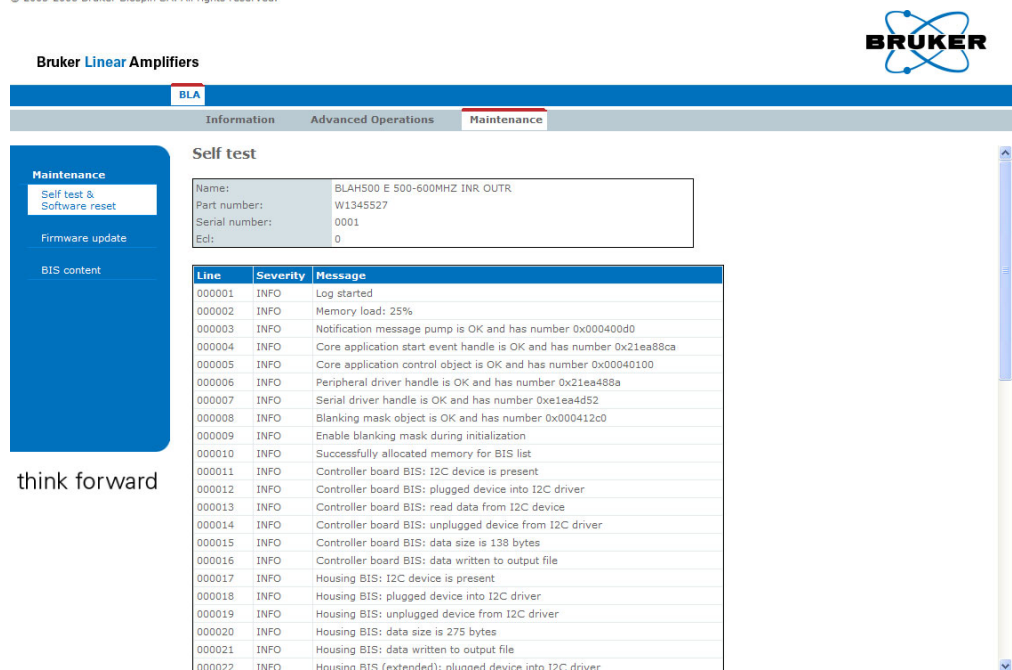 BRUKER
Bruker Linear Amplifiers
BLA
Information Advanced Operations Maintenance
Maintenance
Self test &
Software reset
Firmware update
BIS content
think forward
Self test
Name: BLAH500 E 500-600MHZ INR OUTR
Part number: W1345527
Serial number: 0001
Ecl: 0
Line Severity Message
000001 INFO Log started
000002 INFO Memory load: 25%
000003 INFO Notification message pump is OK and has number 0x000400d0
000004 INFO Core application start event handle is OK and has number 0x21ea88ca
000005 INFO Core application control object is OK and has number 0x00040100
000006 INFO Peripheral driver handle is OK and has number 0x21ea488a
000007 INFO Serial driver handle is OK and has number 0xe1ea4d52
000008 INFO Blanking mask object is OK and has number 0x000412c0
000009 INFO Enable blanking mask during initialization
000010 INFO Successfully allocated memory for BIS list
000011 INFO Controller board BIS: I2C device is present
000012 INFO Controller board BIS: plugged device into I2C driver
000013 INFO Controller board BIS: read data from I2C device
000014 INFO Controller board BIS: unplugged device from I2C driver
000015 INFO Controller board BIS: data size is 138 bytes
000016 INFO Controller board BIS: data written to output file
000017 INFO Housing BIS: I2C device is present
000018 INFO Housing BIS: plugged device into I2C driver
000019 INFO Housing BIS: unplugged device from I2C driver
000020 INFO Housing BIS: data size is 275 bytes
000021 INFO Housing BIS: data written to output file
000022 INFO Housing BIS (extended): plugged device into I2C driver